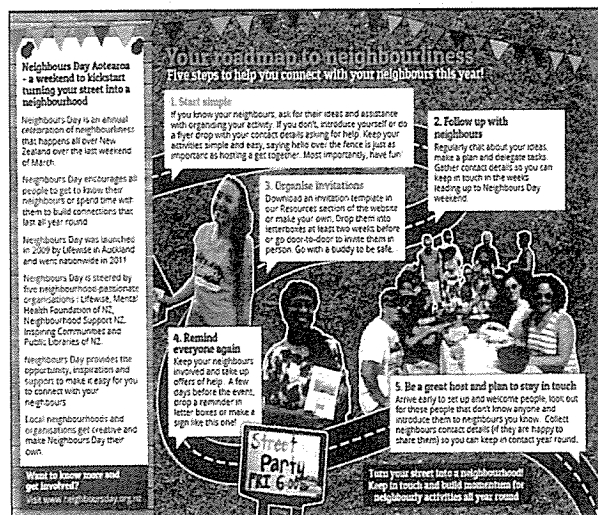 Neighbours Day Aotearoa
- a weekend to kickstart
turning your street into a
neighbourhood
Neighbours Day is an annual
celebration of neighbourliness
that happens all over New
Zealand over the last weekend
of March.
Neighbours Day encourages all
people to get to know their
neighbours or spend time with
them to build connections that
last all year round
Neighbours Day was launched
in 2009 by Lifewise in Auckland
and went nationwide in 2011
Neighbours Day is steered by
five neighbourhood-passionate
organisations : Lifewise, Mental
Health Foundation of NZ,
Neighbourhood Support NZ,
Inspiring Communities and
Public Libraries of NZ.
Neighbours Day provides the
opportunity, inspiration and
support to make it easy for you
to connect with your
neighbours
Local neighbourhoods and
organisations get creative and
make Neighbours Day their
own.
Want to know more and
get involved?
Visit www.neighboursday.org.nz
Your roadmap to neighbourliness
Five steps to help you connect with your neighbours this year!
1. Start simple
If you know your neighbours, ask for their ideas and assistance
with organising your activity. If you don't, introduce yourself or do
a flyer drop with your contact details asking for help. Keep your
activities simple and easy, saying hello over the fence is just as
important as hosting a get together. Most importantly, have fun
2. Follow up with
neighbours
Regularly chat about your ideas,
make a plan and delegate tasks.
Gather contact details so you can
keep in touch in the weeks
leading up to Neighbours Day
weekend.
3. Organise invitations
Download an invitation template in
our Resources section of the website
or make your own. Drop them into
letterboxes at least two weeks before
or go door-to-door to invite them in
person. Go with a buddy to be safe.
4. Remind
everyone again
Keep your neighbours
involved and take up
offers of help. A few
days before the event,
drop a reminder in
letter boxes or make a
sign like this one!
Street
Party
FRI 6:00
5. Be a great host and plan to stay in touch
Arrive early to set up and welcome people, look out
for those people that don't know anyone and
introduce them to neighbours you know. Collect
neighbours contact details (if they are happy to
share them) so you can keep in contact year round.
Turn your street into a neighbourhood!
Keep in touch and build momentum for
neighbourly activities all year round